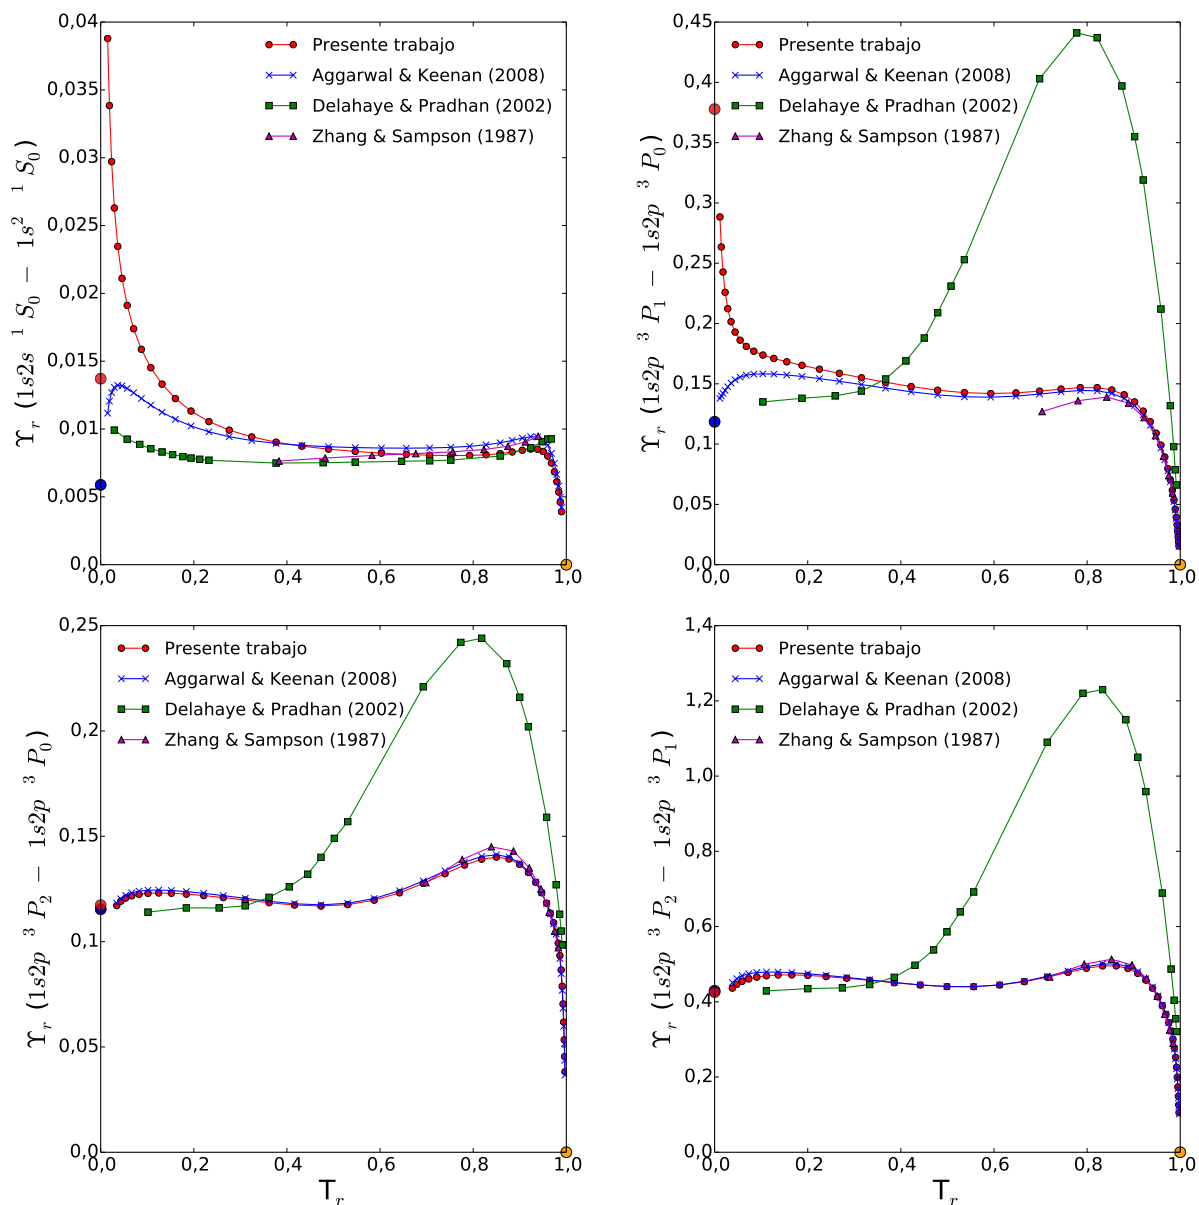 0,04
0,035
0,03
0.025
0,02
0,015
0,01
0,005
0,0
0,0 0,2 0,4 0,6 0,8 1,0
ϒr (1s2s ¹S₀ − 1s² ¹S₀)
Presente trabajo
Aggarwal & Keenan (2008)
Delahaye & Pradhan (2002)
Zhang & Sampson (1987)
0,45
0,4
0,35
0,3
0,25
0,2
0,15
0,1
0,05
0,0
0,0 0,2 0,4 0,6 0,8 1,0
ϒr (1s2p ³P₁ − 1s2p ³P₀)
Presente trabajo
Aggarwal & Keenan (2008)
Delahaye & Pradhan (2002)
Zhang & Sampson (1987)
0,25
0,2
0,15
0,1
0,05
0,0
0,0 0,2 0,4 0,6 0,8 1,0
ϒr (1s2p ³P₂ − 1s2p ³P₀)
Presente trabajo
Aggarwal & Keenan (2008)
Delahaye & Pradhan (2002)
Zhang & Sampson (1987)
Tr
1,4
1,2
1,0
0,8
0,6
0,4
0,2
0,0
0,0 0,2 0,4 0,6 0,8 1,0
ϒr (1s2p ³P₂ − 1s2p ³P₁)
Presente trabajo
Aggarwal & Keenan (2008)
Delahaye & Pradhan (2002)
Zhang & Sampson (1987)
Tr